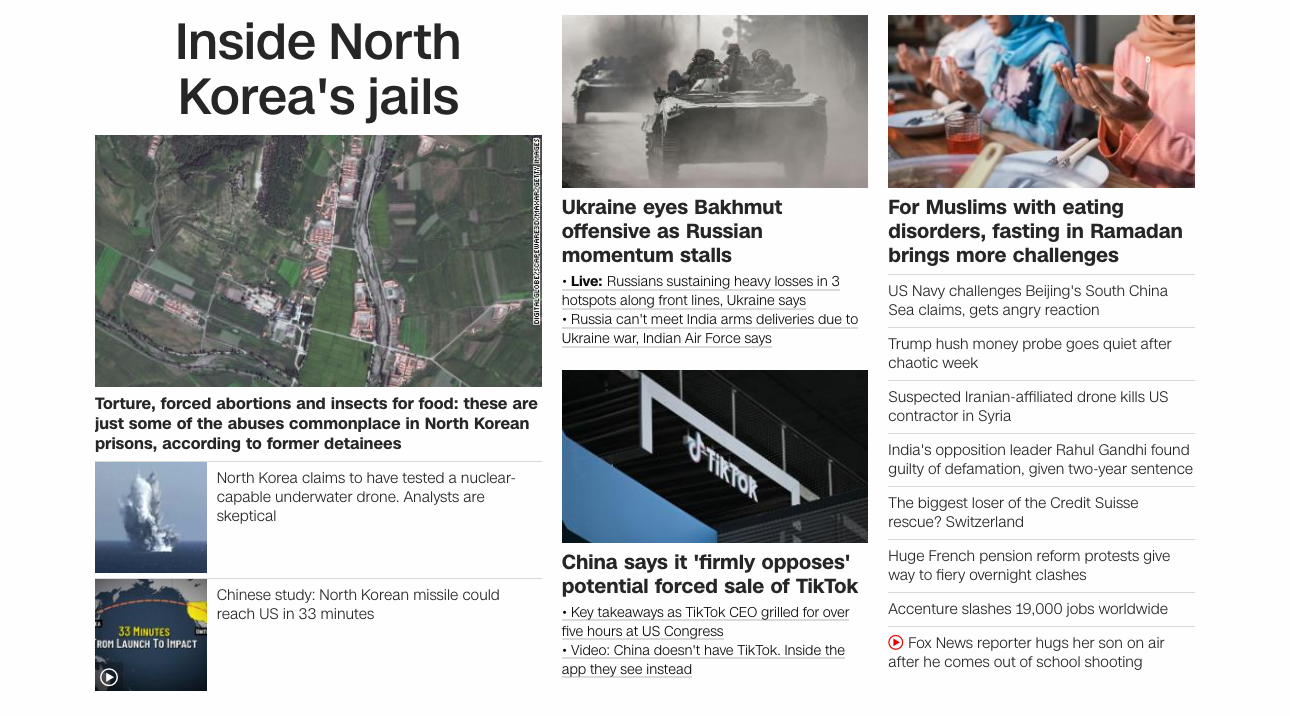 Inside North
Korea's jails
DIGITALGLOBE/SCAPEWARE3D/MAXAR/GETTY IMAGES
Torture, forced abortions and insects for food: these are
just some of the abuses commonplace in North Korean
prisons, according to former detainees
North Korea claims to have tested a nuclear-
capable underwater drone. Analysts are
skeptical
33 MINUTES
FROM LAUNCH TO IMPACT
Chinese study: North Korean missile could
reach US in 33 minutes
Ukraine eyes Bakhmut
offensive as Russian
momentum stalls
• Live: Russians sustaining heavy losses in 3
hotspots along front lines, Ukraine says
• Russia can't meet India arms deliveries due to
Ukraine war, Indian Air Force says
TikTok
China says it 'firmly opposes'
potential forced sale of TikTok
• Key takeaways as TikTok CEO grilled for over
five hours at US Congress
• Video: China doesn't have TikTok. Inside the
app they see instead
For Muslims with eating
disorders, fasting in Ramadan
brings more challenges
US Navy challenges Beijing's South China
Sea claims, gets angry reaction
Trump hush money probe goes quiet after
chaotic week
Suspected Iranian-affiliated drone kills US
contractor in Syria
India's opposition leader Rahul Gandhi found
guilty of defamation, given two-year sentence
The biggest loser of the Credit Suisse
rescue? Switzerland
Huge French pension reform protests give
way to fiery overnight clashes
Accenture slashes 19,000 jobs worldwide
Fox News reporter hugs her son on air
after he comes out of school shooting